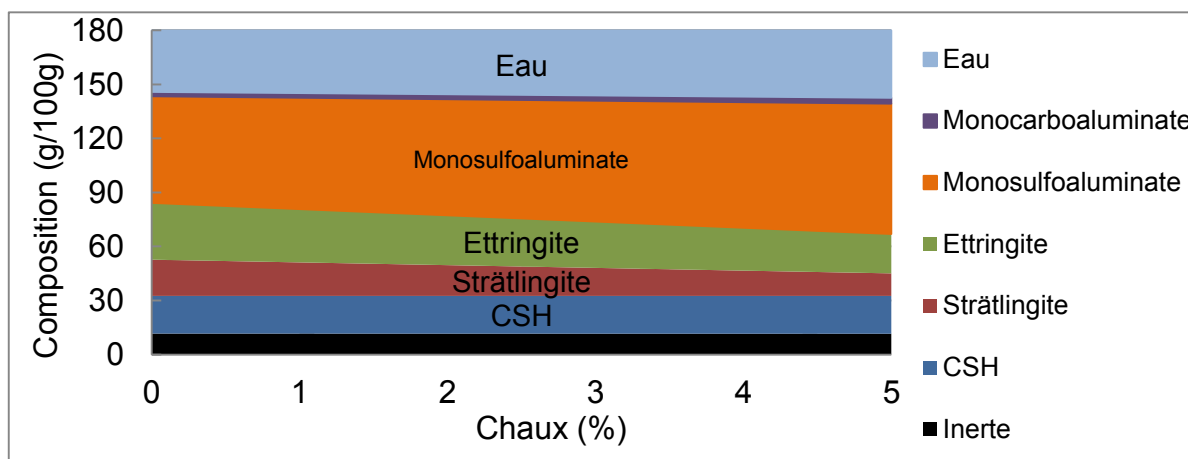 Composition (g/100g)
180
150
120
90
60
30
0
0 1 2 3 4 5
Chaux (%)
Eau
Monosulfoaluminate
Ettringite
Strätlingite
CSH
Eau
Monocarboaluminate
Monosulfoaluminate
Ettringite
Strätlingite
CSH
Inerte